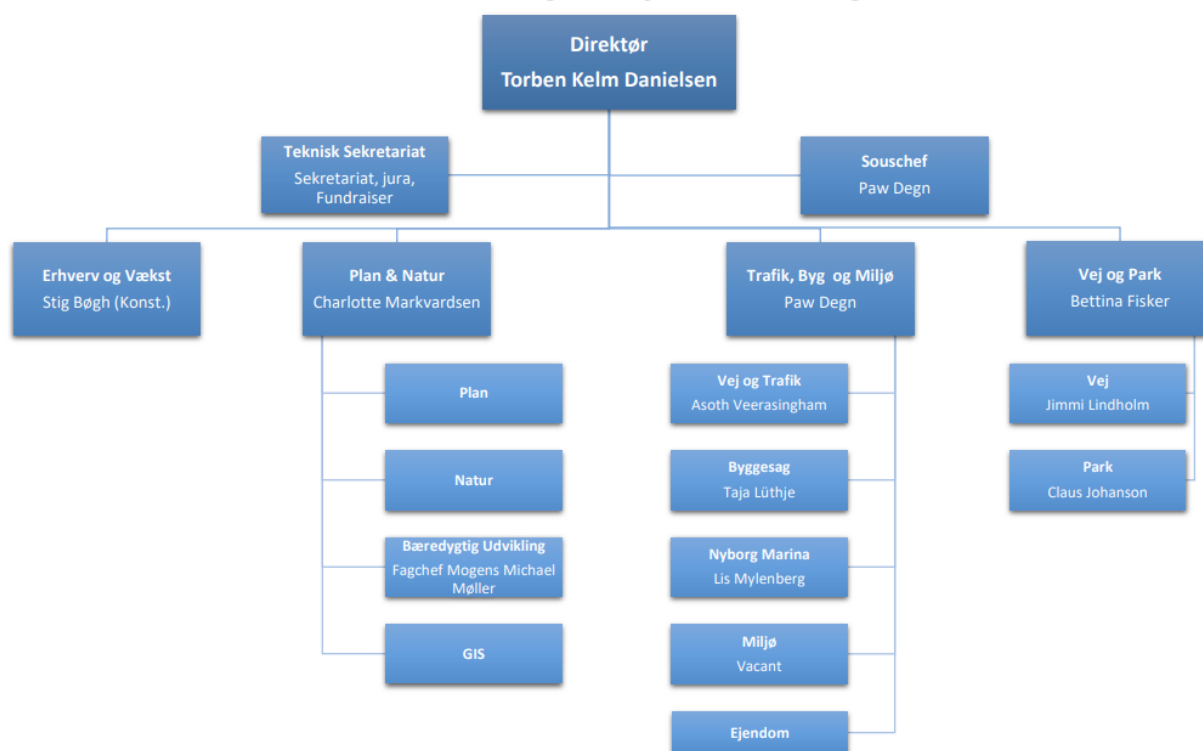 Direktør
Torben Kelm Danielsen
Teknisk Sekretariat
Sekretariat, jura,
Fundraiser
Souschef
Paw Degn
Erhverv og Vækst
Stig Bøgh (Konst.)
Plan & Natur
Charlotte Markvardsen
Trafik, Byg og Miljø
Paw Degn
Vej og Park
Bettina Fisker
Plan
Natur
Bæredygtig Udvikling
Fagchef Mogens Michael
Møller
GIS
Vej og Trafik
Asoth Veerasingham
Byggesag
Taja Lüthje
Nyborg Marina
Lis Mylenberg
Miljø
Vacant
Ejendom
Vej
Jimmi Lindholm
Park
Claus Johanson